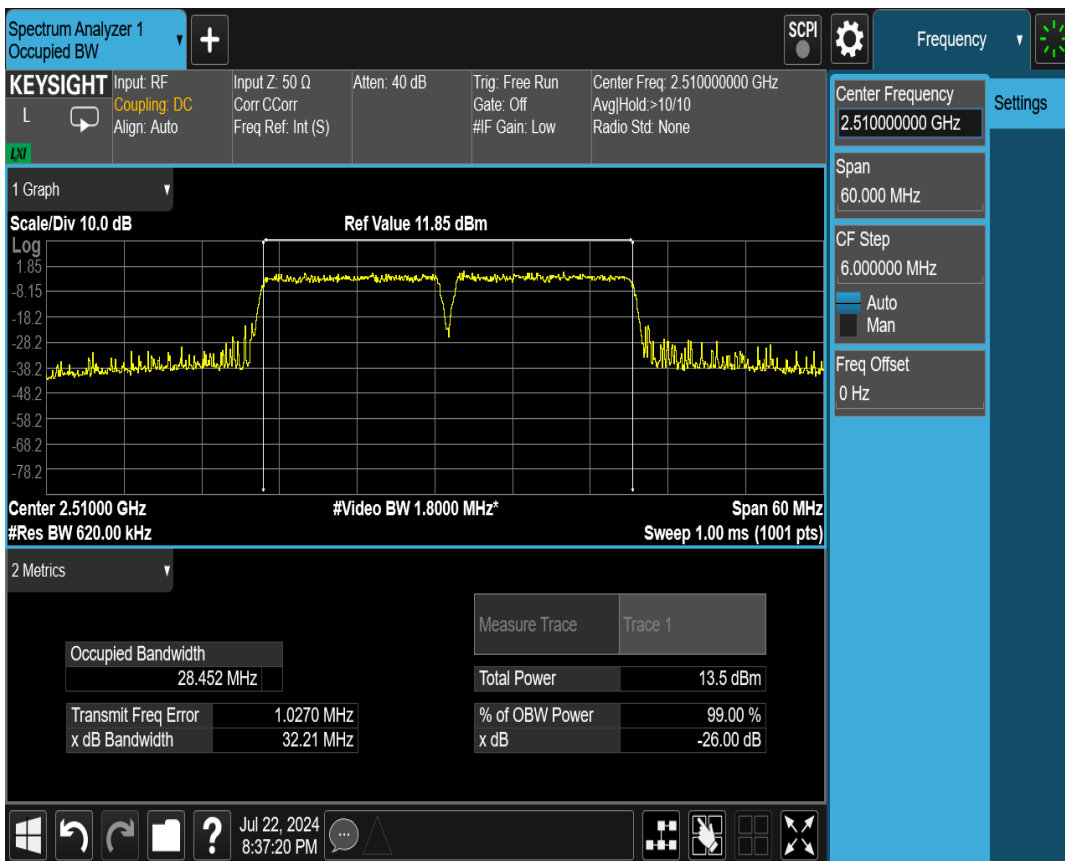 Spectrum Analyzer 1
Occupied BW
+
SCPI
Frequency
KEYSIGHT
L
LXI
Input: RF
Coupling: DC
Align: Auto
Input Z: 50 Ω
Corr CCorr
Freq Ref: Int (S)
Atten: 40 dB
Trig: Free Run
Gate: Off
#IF Gain: Low
Center Freq: 2.510000000 GHz
Avg|Hold:>10/10
Radio Std: None
Center Frequency
2.510000000 GHz
Settings
Span
60.000 MHz
CF Step
6.000000 MHz
Auto
Man
Freq Offset
0 Hz
1 Graph
Scale/Div 10.0 dB
Ref Value 11.85 dBm
Log
1.85
-8.15
-18.2
-28.2
-38.2
-48.2
-58.2
-68.2
-78.2
Center 2.51000 GHz
#Video BW 1.8000 MHz*
Span 60 MHz
#Res BW 620.00 kHz
Sweep 1.00 ms (1001 pts)
2 Metrics
Measure Trace
Trace 1
Occupied Bandwidth
28.452 MHz
Total Power
13.5 dBm
Transmit Freq Error
1.0270 MHz
% of OBW Power
99.00 %
x dB Bandwidth
32.21 MHz
x dB
-26.00 dB
?
Jul 22, 2024
8:37:20 PM